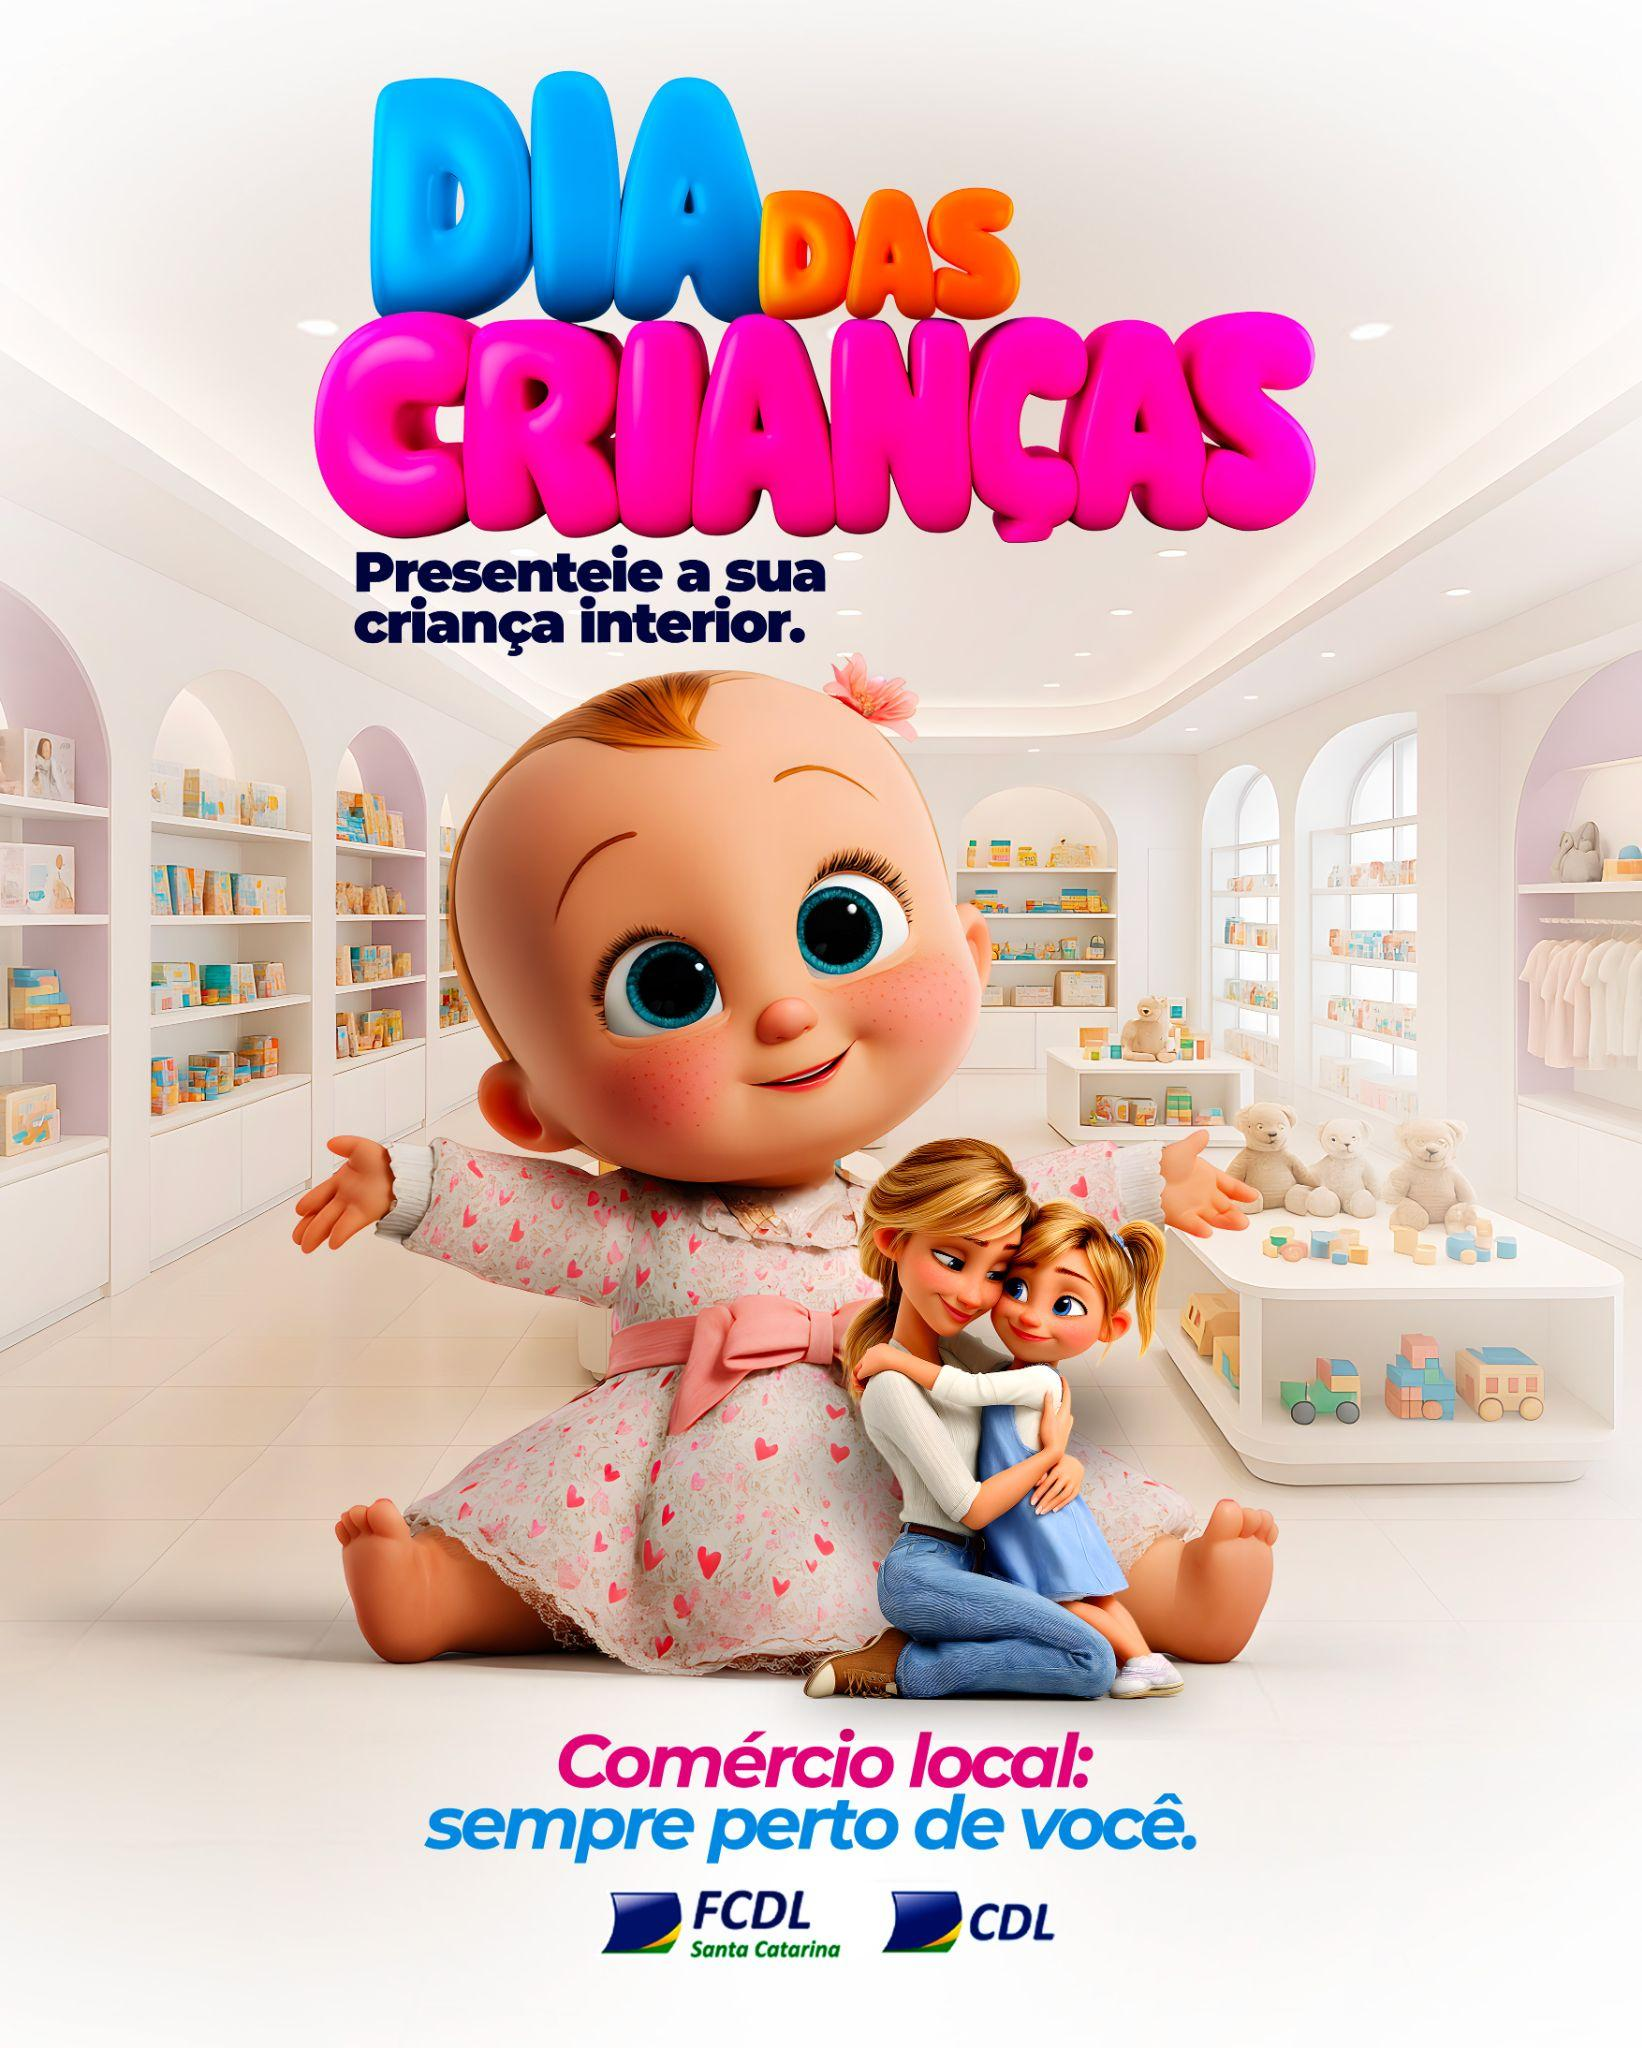 DIA DAS
CRIANÇAS
Presenteie a sua
criança interior.
Comércio local:
sempre perto de você.
FCDL
Santa Catarina
CDL